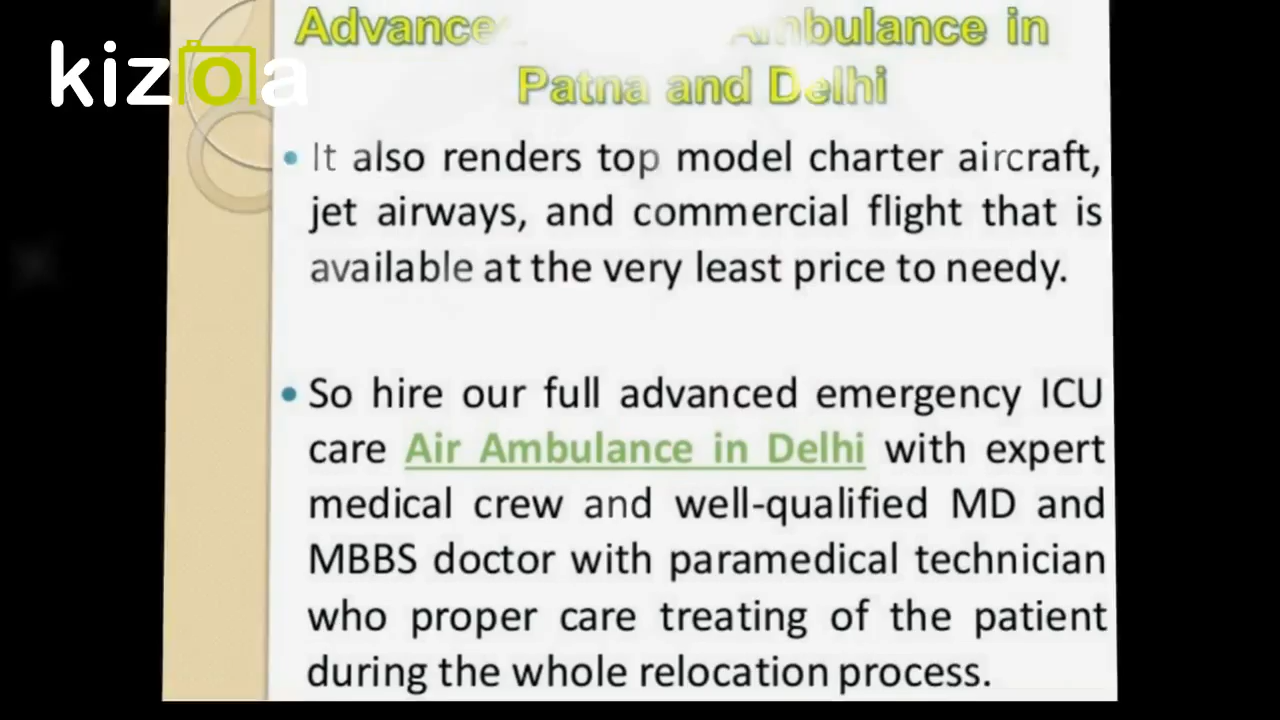 kizoa
Advance Ambulance in
Patna and Delhi
• It also renders top model charter aircraft,
jet airways, and commercial flight that is
available at the very least price to needy.
• So hire our full advanced emergency ICU
care Air Ambulance in Delhi with expert
medical crew and well-qualified MD and
MBBS doctor with paramedical technician
who proper care treating of the patient
during the whole relocation process.